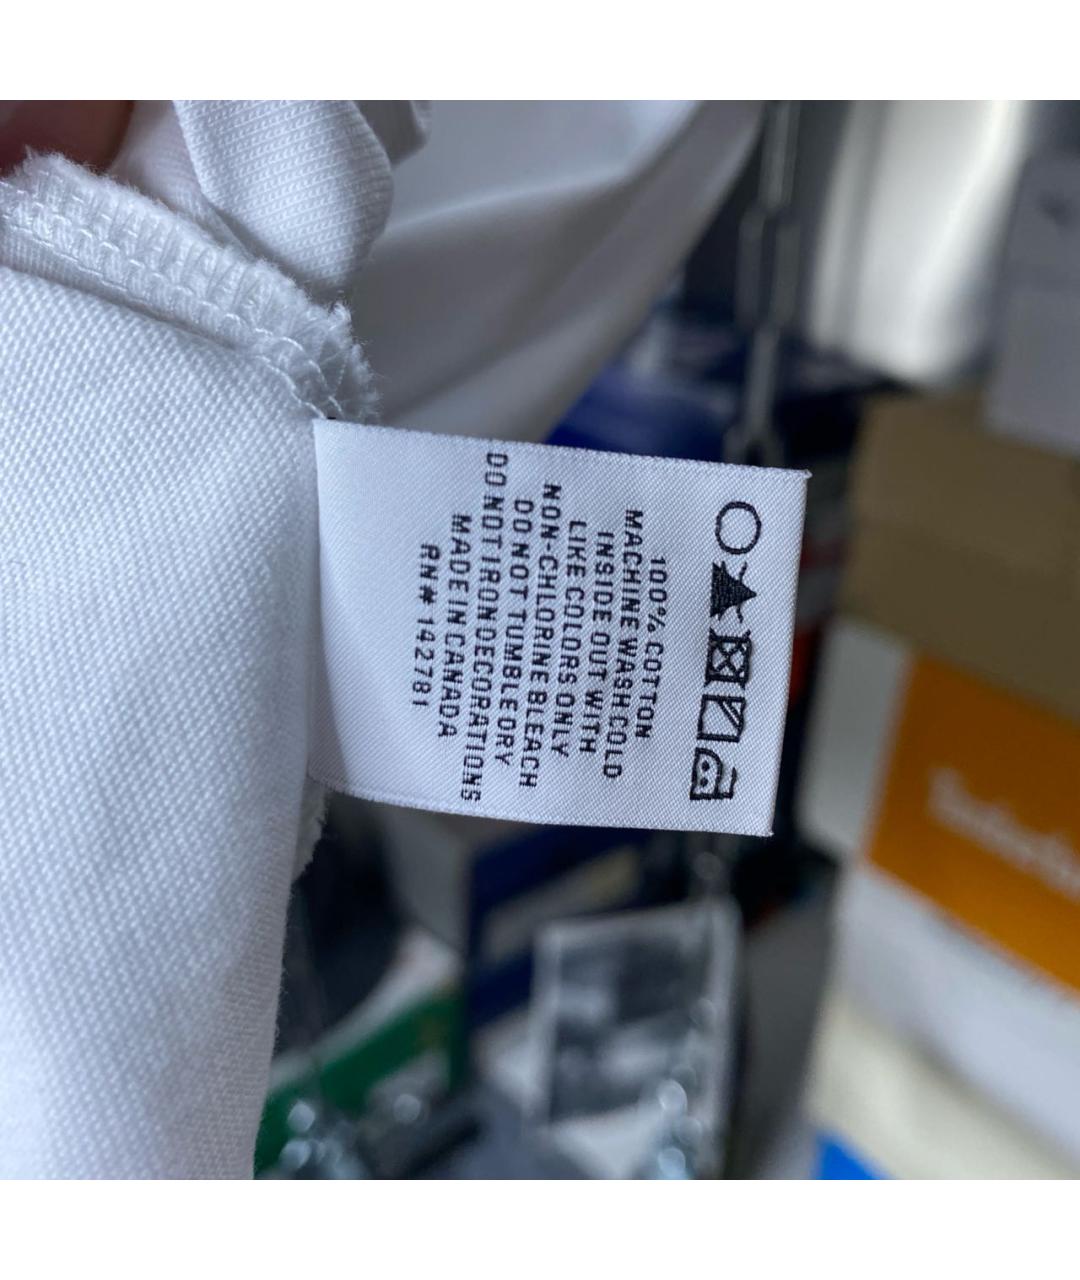 100% COTTON
MACHINE WASH COLD
INSIDE OUT WITH
LIKE COLORS ONLY
NON-CHLORINE BLEACH
DO NOT TUMBLE DRY
DO NOT IRON DECORATIONS
MADE IN CANADA
RN# 142781